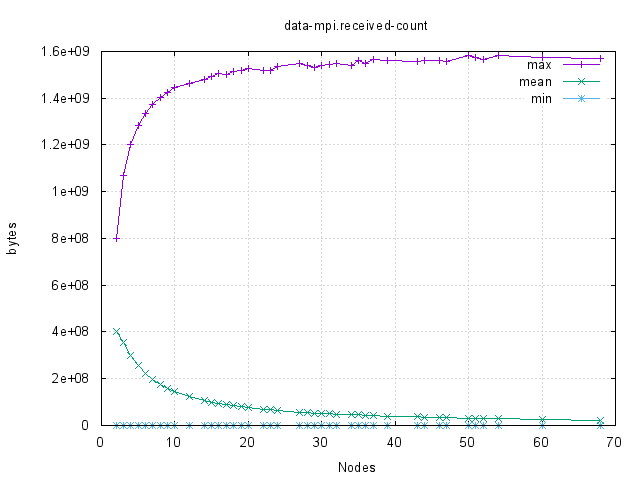 data-mpi.received-count
1.6e+09
1.4e+09
1.2e+09
1e+09
8e+08
6e+08
4e+08
2e+08
0
bytes
max
mean
min
0 10 20 30 40 50 60 70
Nodes